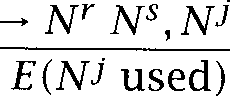 → N^r N^s, N^j
E(N^j used)